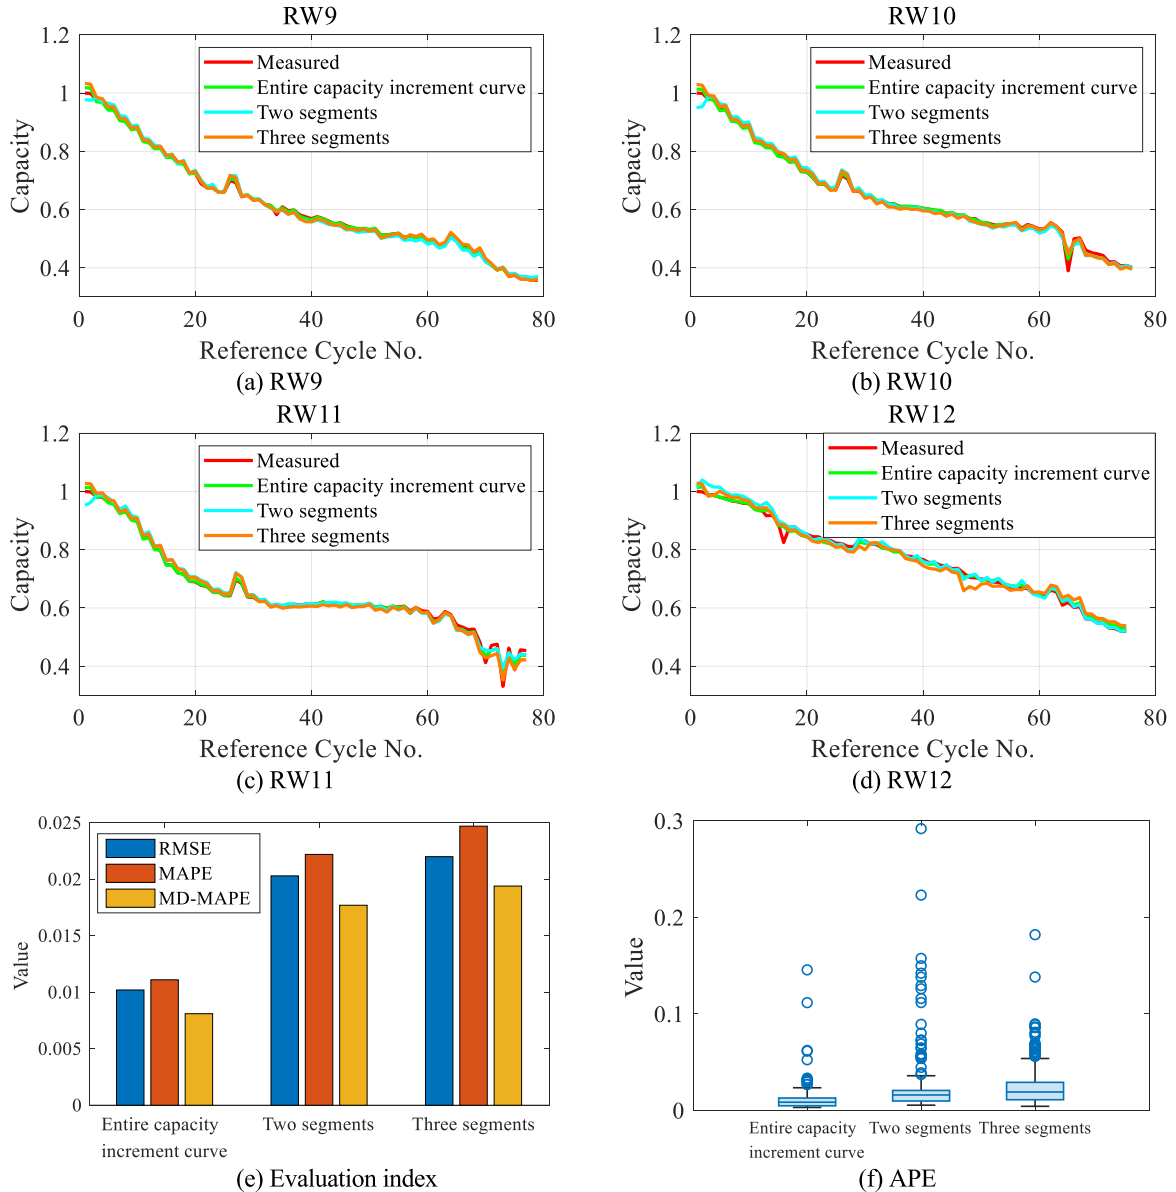 RW9
1.2
1
0.8
0.6
0.4
Capacity
Measured
Entire capacity increment curve
Two segments
Three segments
0 20 40 60 80
Reference Cycle No.
(a) RW9
RW10
1.2
1
0.8
0.6
0.4
Capacity
Measured
Entire capacity increment curve
Two segments
Three segments
0 20 40 60 80
Reference Cycle No.
(b) RW10
RW11
1.2
1
0.8
0.6
0.4
Capacity
Measured
Entire capacity increment curve
Two segments
Three segments
0 20 40 60 80
Reference Cycle No.
(c) RW11
RW12
1.2
1
0.8
0.6
0.4
Capacity
Measured
Entire capacity increment curve
Two segments
Three segments
0 20 40 60 80
Reference Cycle No.
(d) RW12
0.025
0.02
0.015
0.01
0.005
0
Value
RMSE
MAPE
MD-MAPE
Entire capacity
increment curve
Two segments
Three segments
(e) Evaluation index
0.3
0.2
0.1
0
Value
Entire capacity
increment curve
Two segments
Three segments
(f) APE